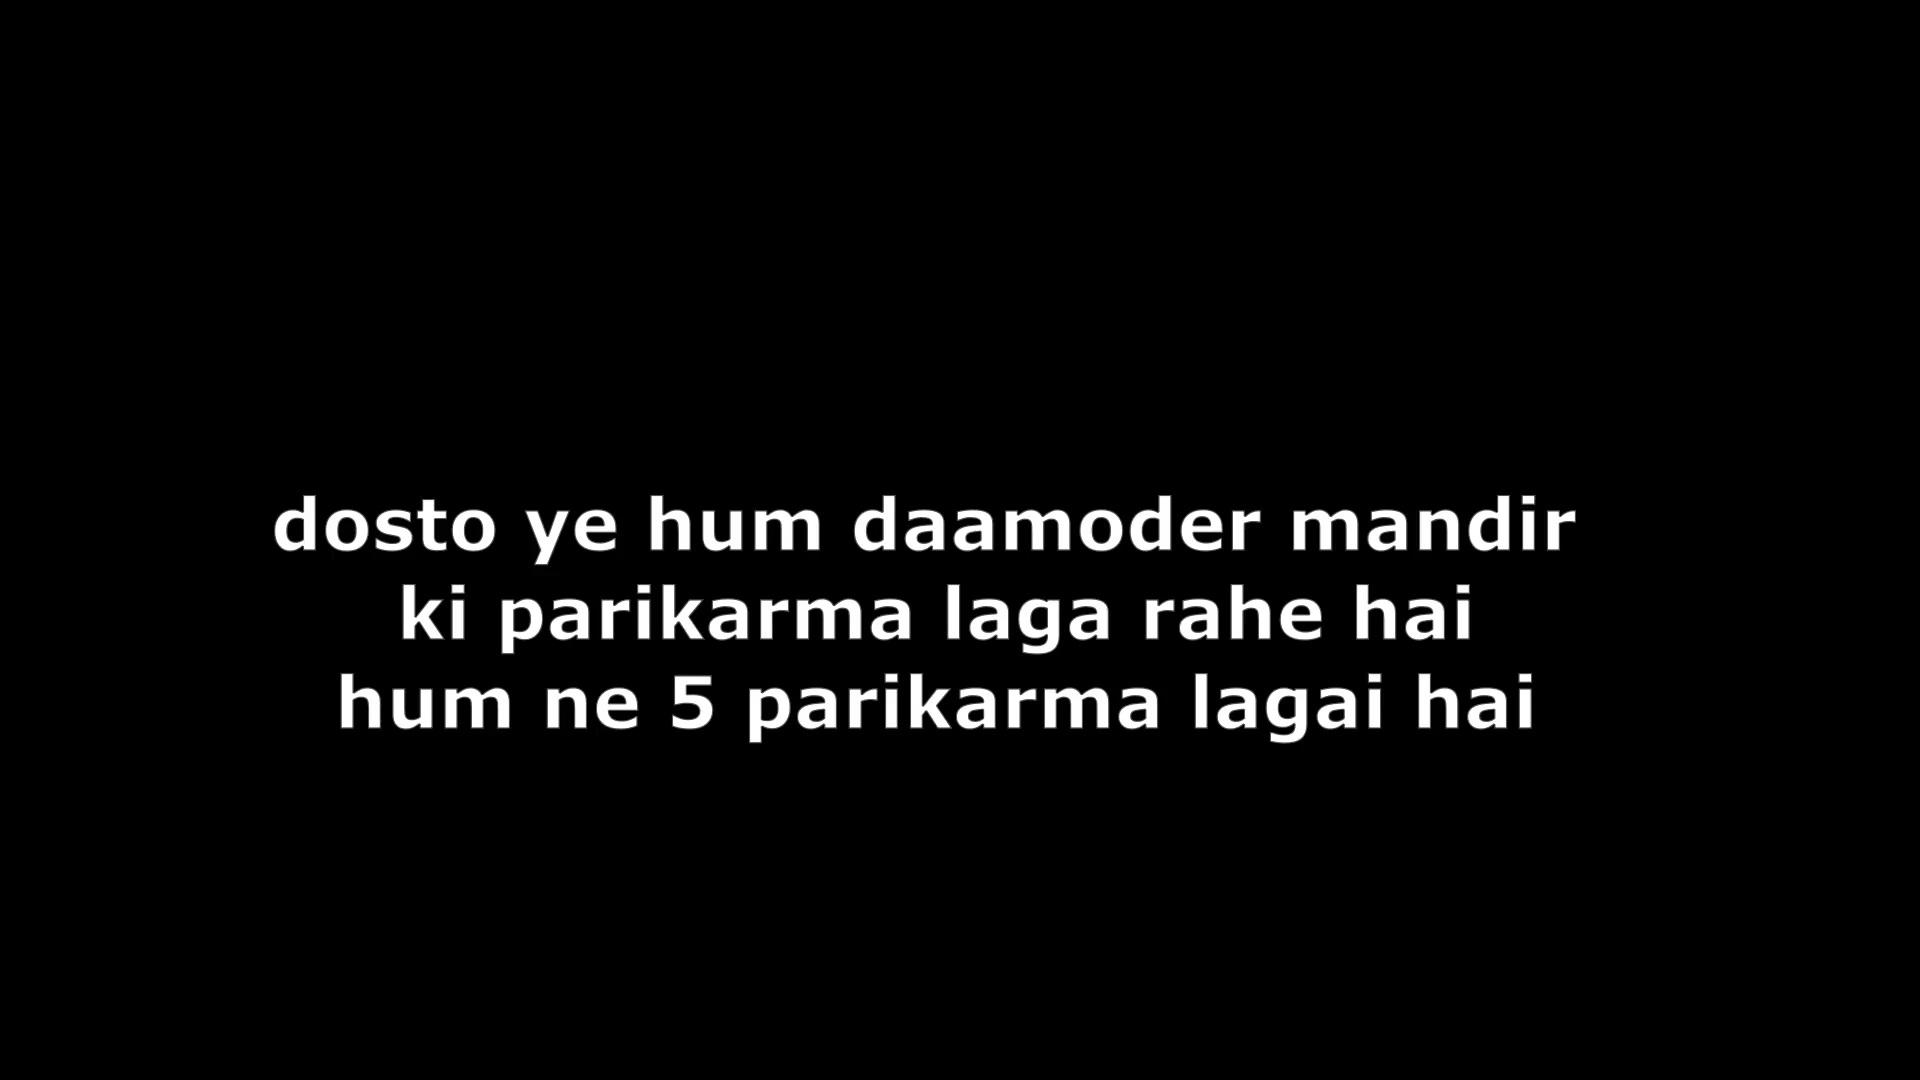 dosto ye hum daamoder mandir
ki parikarma laga rahe hai
hum ne 5 parikarma lagai hai